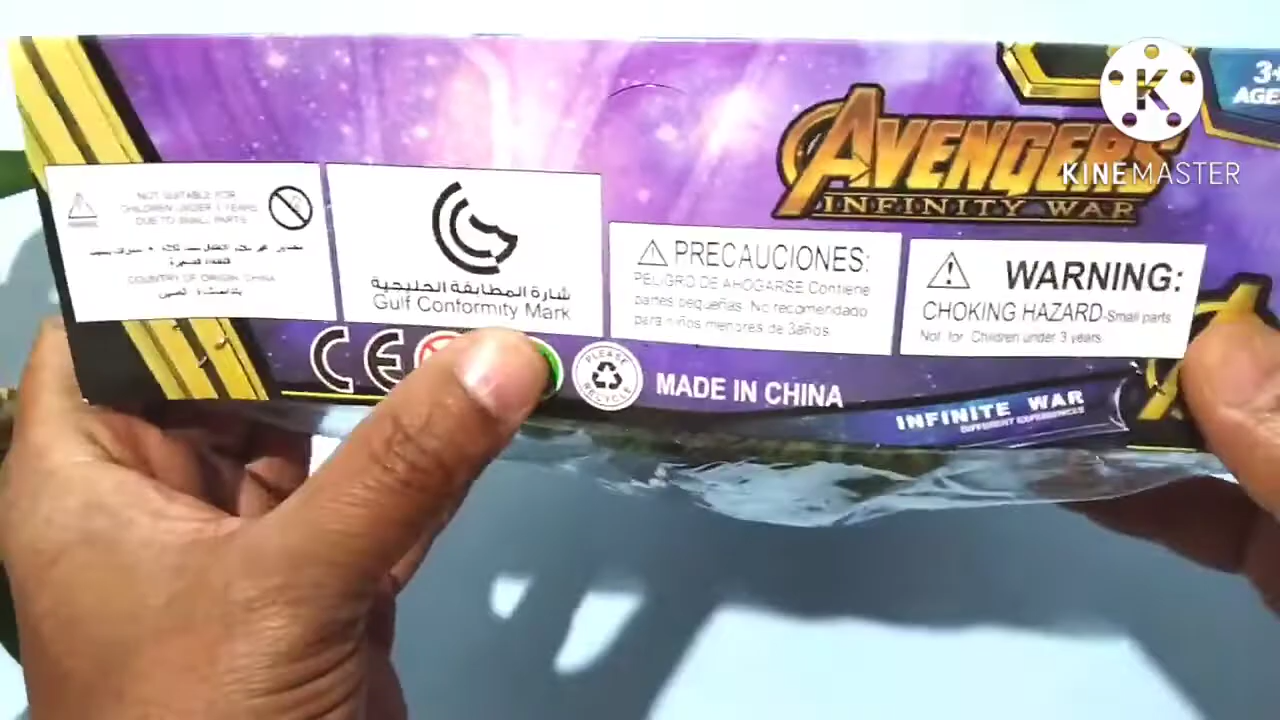 3+
AGE
AVENGERS
INFINITY WAR
K
KINEMASTER
NOT SUITABLE FOR
CHILDREN UNDER 3 YEARS
DUE TO SMALL PARTS
COUNTRY OF ORIGIN CHINA
شارة المطابقة الخليجية
Gulf Conformity Mark
PRECAUCIONES:
PELIGRO DE AHOGARSE Contiene
partes pequeñas. No recomendado
para niños menores de 3años
WARNING:
CHOKING HAZARD-Small parts
Not for Children under 3 years
CE
PLEASE
RECYCLE
MADE IN CHINA
INFINITE WAR
DIFFERENT EXPERIENCES